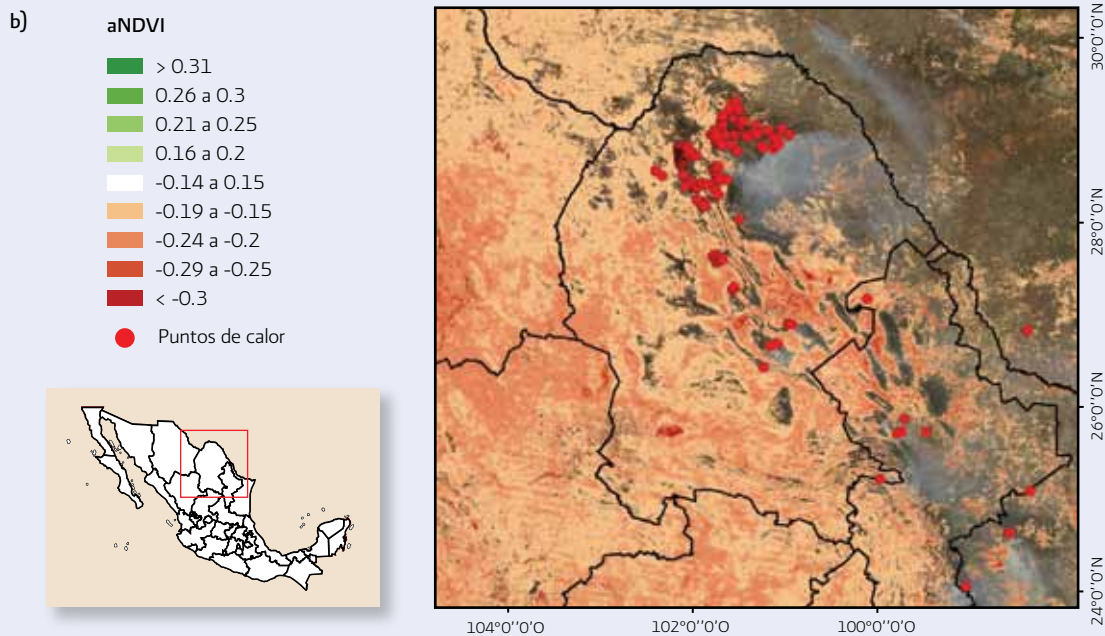 b)
aNDVI
> 0.31
0.26 a 0.3
0.21 a 0.25
0.16 a 0.2
-0.14 a 0.15
-0.19 a -0.15
-0.24 a -0.2
-0.29 a -0.25
< -0.3
Puntos de calor
30°0'0"N
28°0'0"N
26°0'0"N
24°0'0"N
104°0'0"O
102°0'0"O
100°0'0"O